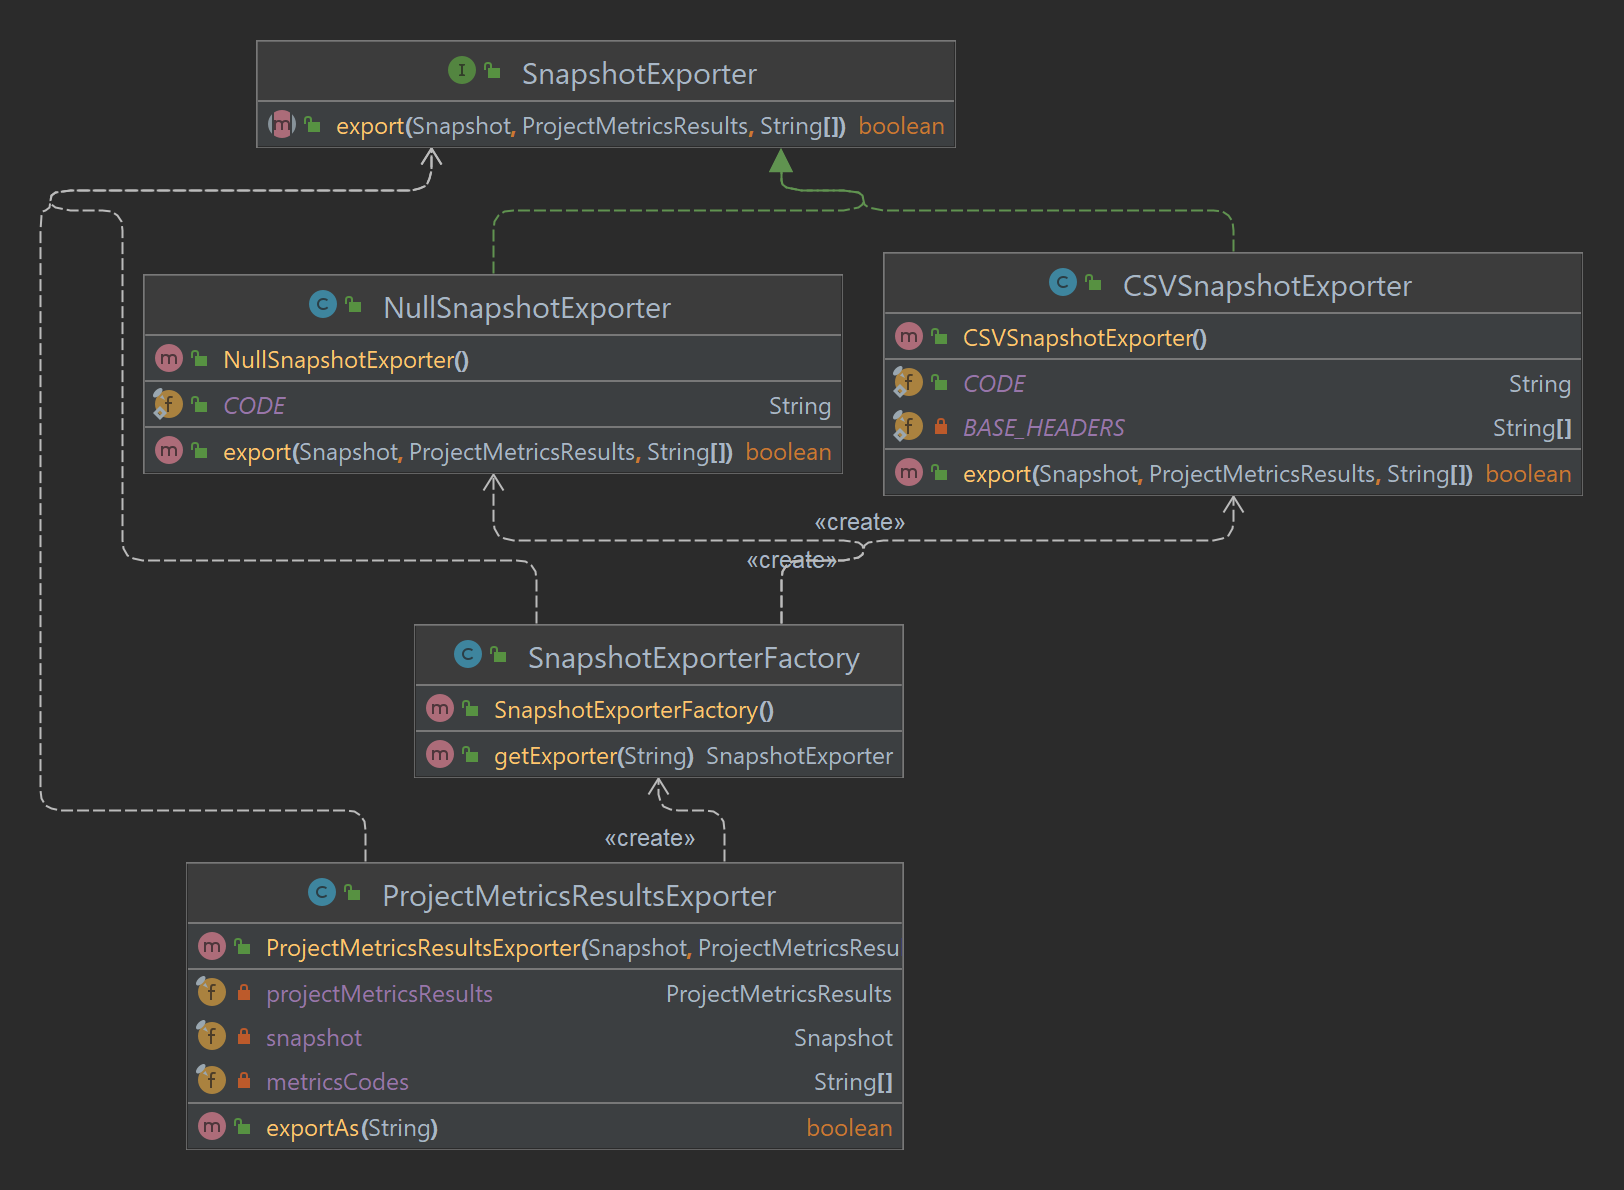 I SnapshotExporter
m export(Snapshot, ProjectMetricsResults, String[]) boolean
C NullSnapshotExporter
m NullSnapshotExporter()
f CODE String
m export(Snapshot, ProjectMetricsResults, String[]) boolean
C CSVSnapshotExporter
m CSVSnapshotExporter()
f CODE String
f BASE_HEADERS String[]
m export(Snapshot, ProjectMetricsResults, String[]) boolean
«create»
«create»
C SnapshotExporterFactory
m SnapshotExporterFactory()
m getExporter(String) SnapshotExporter
«create»
C ProjectMetricsResultsExporter
m ProjectMetricsResultsExporter(Snapshot, ProjectMetricsResu
f projectMetricsResults ProjectMetricsResults
f snapshot Snapshot
f metricsCodes String[]
m exportAs(String) boolean